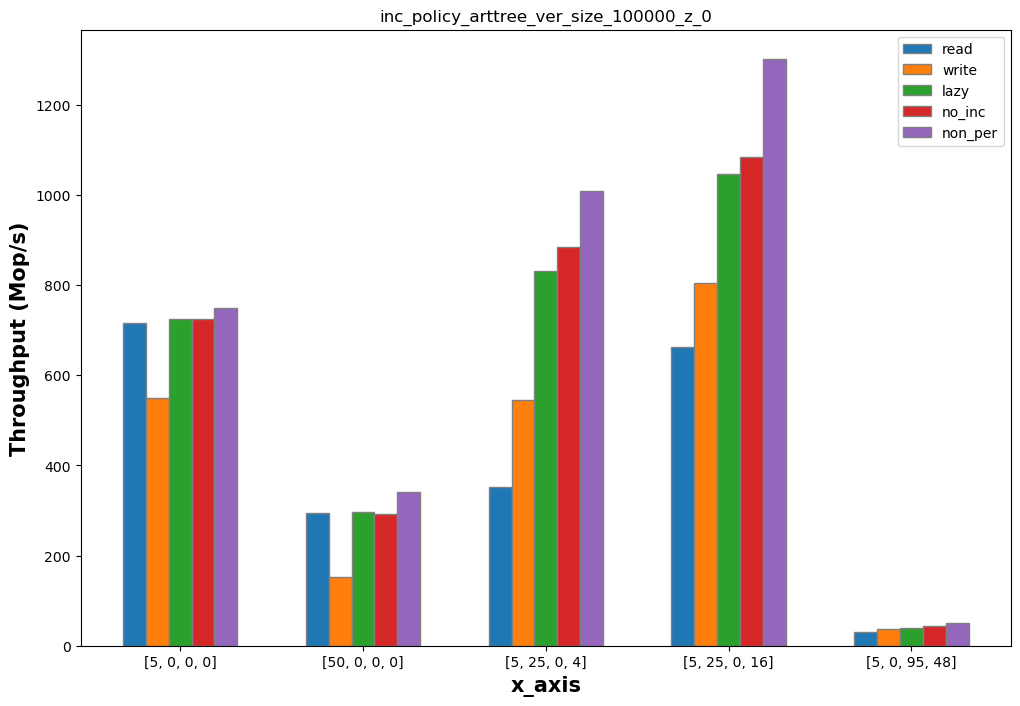 inc_policy_arttree_ver_size_100000_z_0
read
write
lazy
no_inc
non_per
Throughput (Mop/s)
1200
1000
800
600
400
200
0
[5, 0, 0, 0]
[50, 0, 0, 0]
[5, 25, 0, 4]
[5, 25, 0, 16]
[5, 0, 95, 48]
x_axis